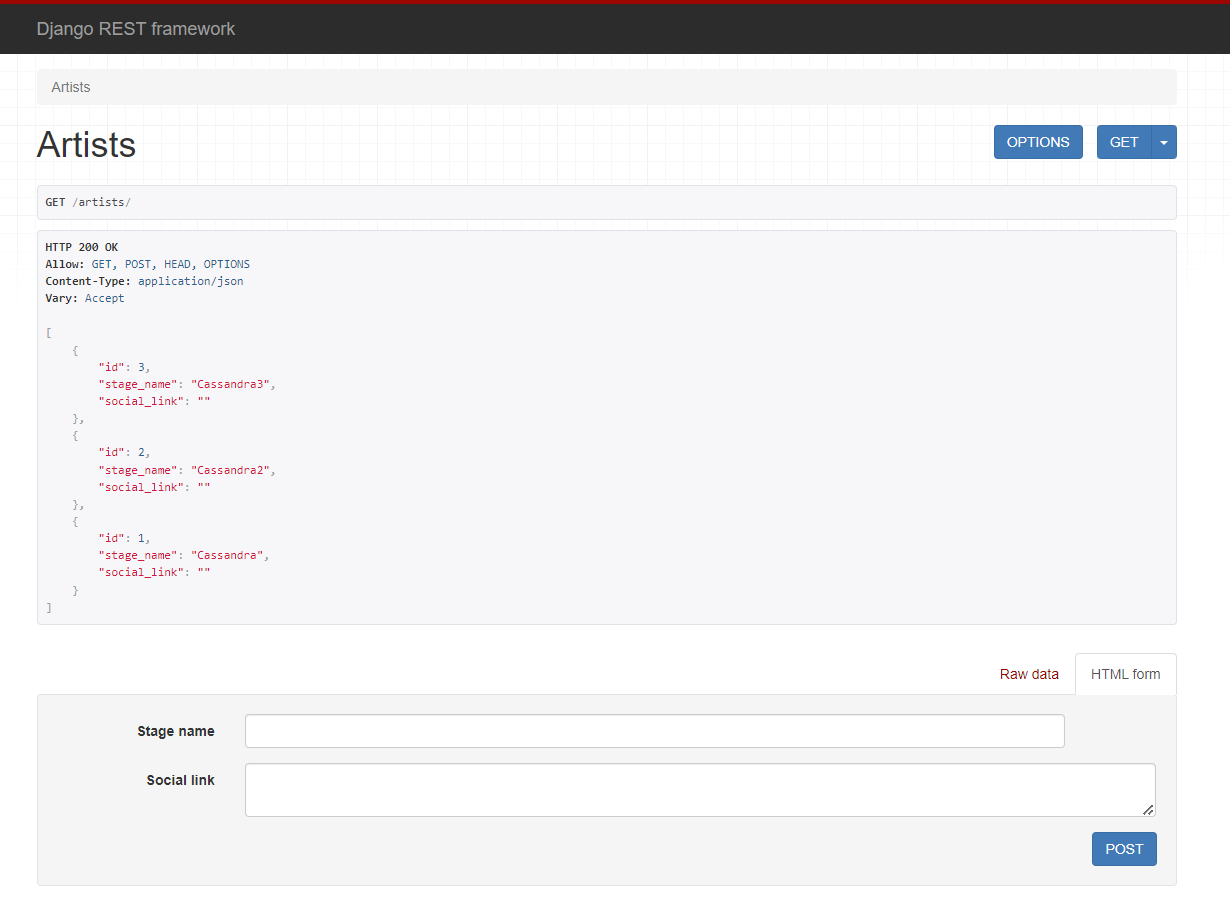 Django REST framework
Artists
Artists
OPTIONS
GET
GET /artists/
HTTP 200 OK
Allow: GET, POST, HEAD, OPTIONS
Content-Type: application/json
Vary: Accept
[
    {
        "id": 3,
        "stage_name": "Cassandra3",
        "social_link": ""
    },
    {
        "id": 2,
        "stage_name": "Cassandra2",
        "social_link": ""
    },
    {
        "id": 1,
        "stage_name": "Cassandra",
        "social_link": ""
    }
]
Raw data
HTML form
Stage name
Social link
POST